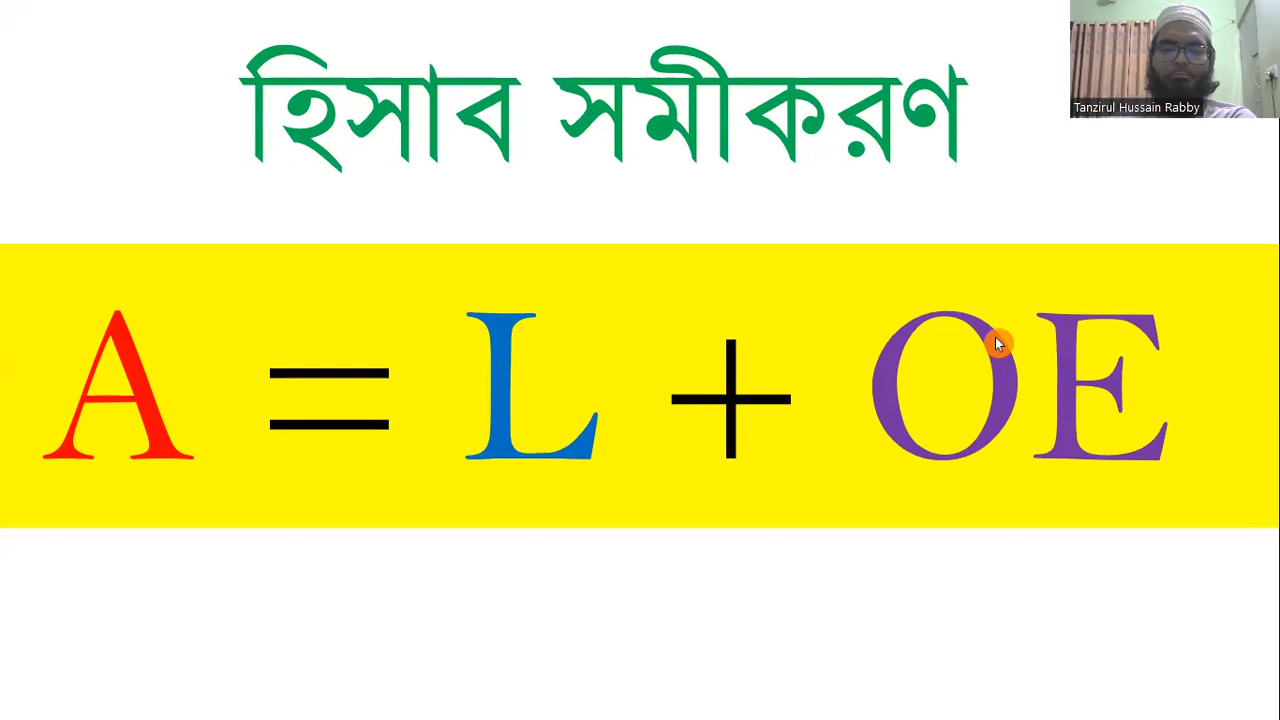 হিসাব সমীকরণ
Tanzirul Hussain Rabby
A = L + OE